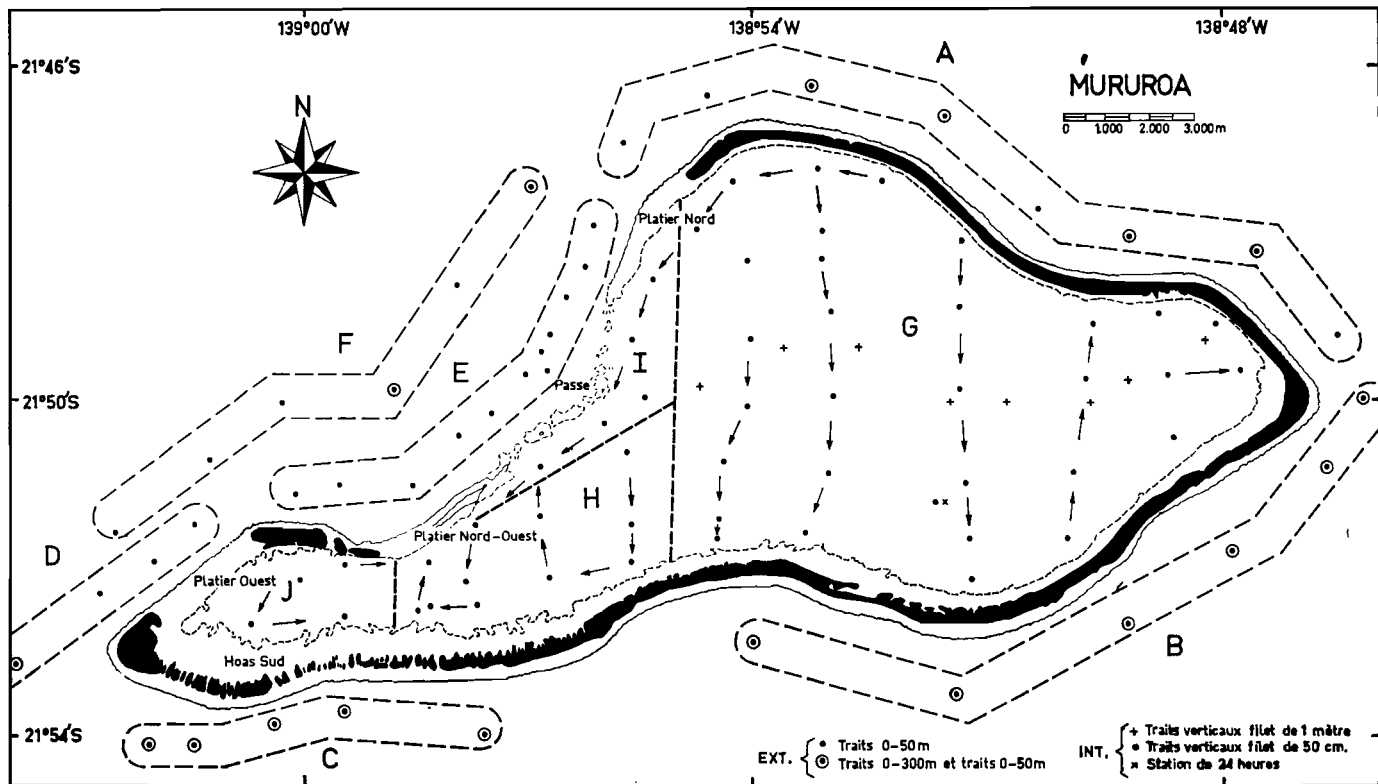 139°00'W
138°54'W
138°48'W
21°46'S
A
MURUROA
0 1.000 2.000 3.000m
N
Platier Nord
F
G
E
I
Passe
21°50'S
H
D
Platier Nord-Ouest
Platier Ouest
J
B
Hoas Sud
21°54'S
C
EXT.
Traits 0-50m
Traits 0-300m et traits 0-50m
INT.
+ Traits verticaux filet de 1 mètre
Traits verticaux filet de 50 cm.
× Station de 24 heures